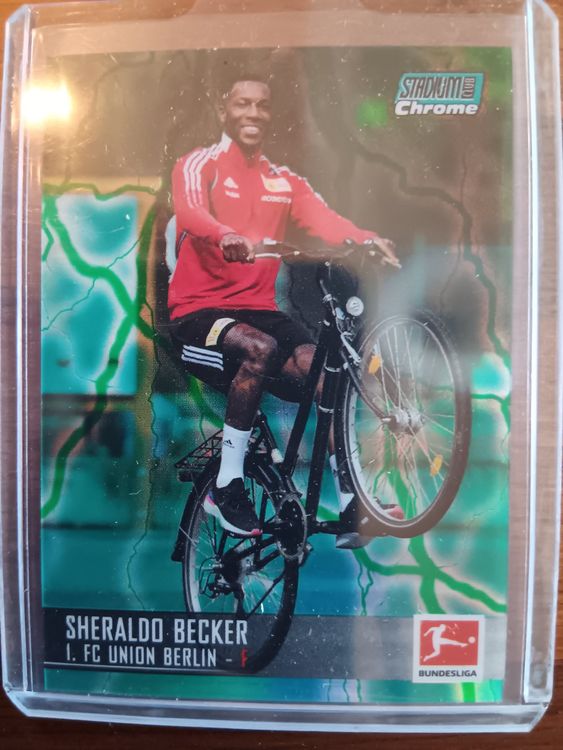 STADIUM CLUB
Chrome
SHERALDO BECKER
1. FC UNION BERLIN - F
BUNDESLIGA